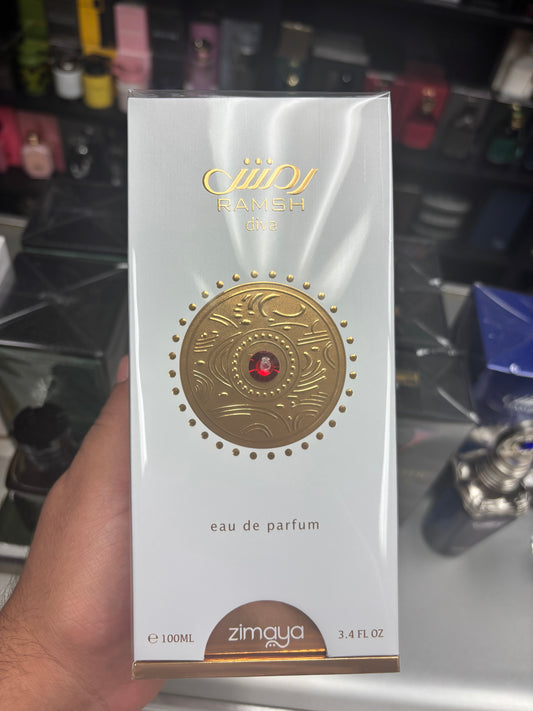 رمش
RAMSH
diva
eau de parfum
℮ 100ML
zimaya
3.4 FL OZ